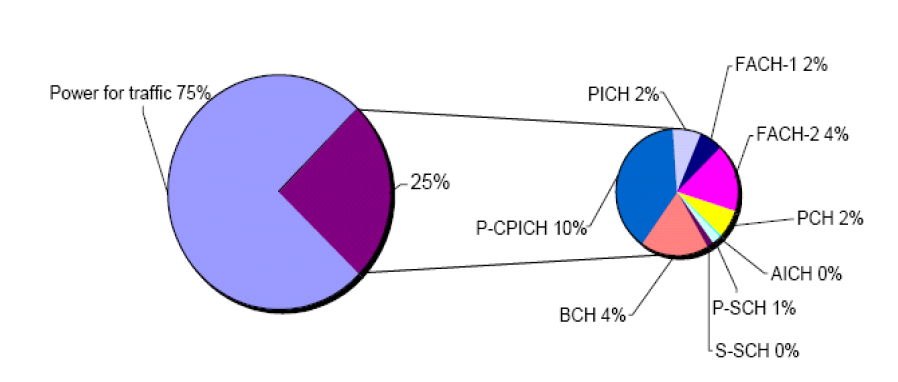 FACH-1 2%
Power for traffic 75%
PICH 2%
FACH-2 4%
25%
P-CPICH 10%
PCH 2%
AICH 0%
BCH 4%
P-SCH 1%
S-SCH 0%